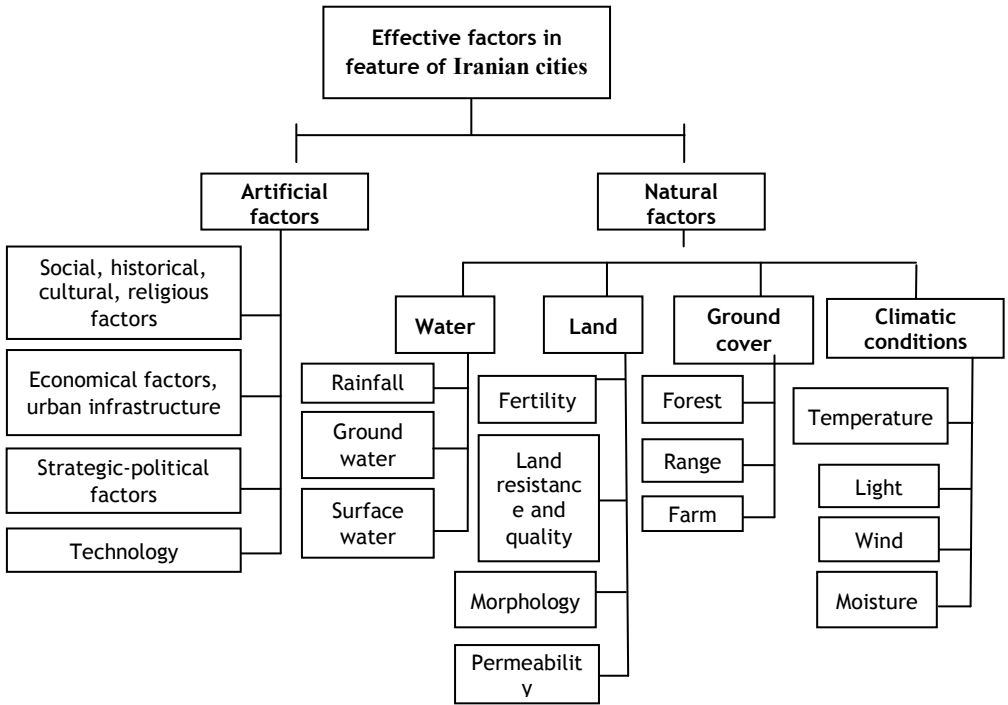 Effective factors in
feature of Iranian cities
Artificial
factors
Natural
factors
Social, historical,
cultural, religious
factors
Economical factors,
urban infrastructure
Strategic-political
factors
Technology
Water
Rainfall
Ground
water
Surface
water
Land
Fertility
Land
resistanc
e and
quality
Morphology
Permeabilit
y
Ground
cover
Forest
Range
Farm
Climatic
conditions
Temperature
Light
Wind
Moisture